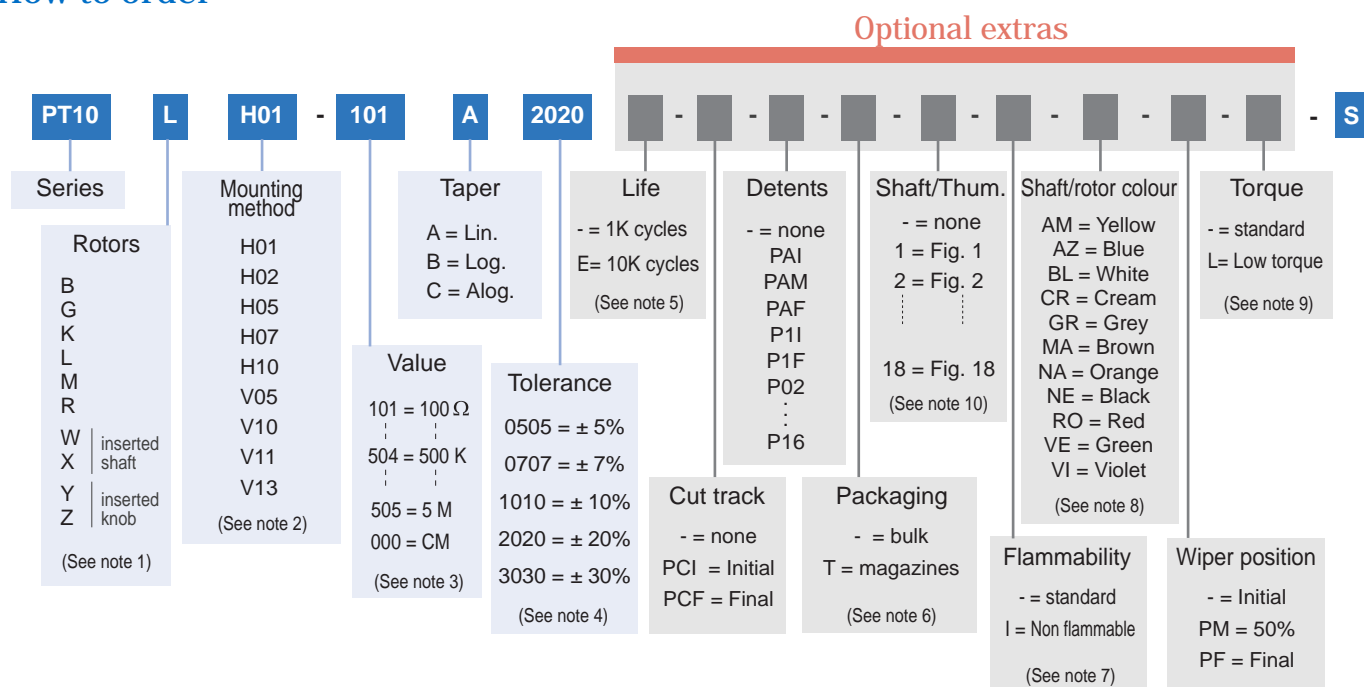 How to order
Optional extras
PT10 L H01 - 101 A 2020 - - - - - - - - - S
Series
Rotors
B
G
K
L
M
R
W
X
inserted
shaft
Y
Z
inserted
knob
(See note 1)
Mounting
method
H01
H02
H05
H07
H10
V05
V10
V11
V13
(See note 2)
Value
101 = 100 Ω
504 = 500 K
505 = 5 M
000 = CM
(See note 3)
Taper
A = Lin.
B = Log.
C = Alog.
Tolerance
0505 = ± 5%
0707 = ± 7%
1010 = ± 10%
2020 = ± 20%
3030 = ± 30%
(See note 4)
Life
- = 1K cycles
E= 10K cycles
(See note 5)
Cut track
- = none
PCI = Initial
PCF = Final
Detents
- = none
PAI
PAM
PAF
P1I
P1F
P02
P16
Packaging
- = bulk
T = magazines
(See note 6)
Shaft/Thum.
- = none
1 = Fig. 1
2 = Fig. 2
18 = Fig. 18
(See note 10)
Flammability
- = standard
I = Non flammable
(See note 7)
Shaft/rotor colour
AM = Yellow
AZ = Blue
BL = White
CR = Cream
GR = Grey
MA = Brown
NA = Orange
NE = Black
RO = Red
VE = Green
VI = Violet
(See note 8)
Wiper position
- = Initial
PM = 50%
PF = Final
Torque
- = standard
L= Low torque
(See note 9)